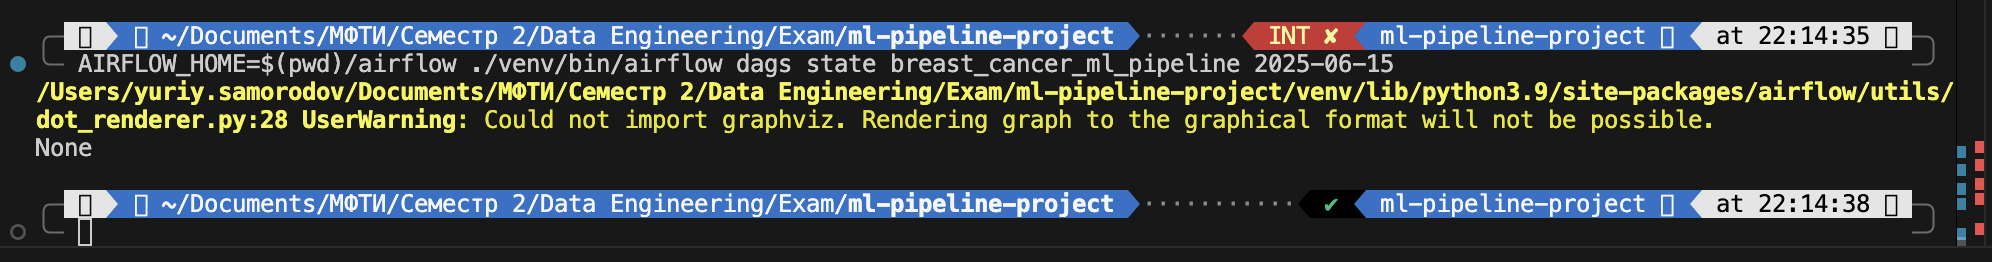 ~/Documents/МФТИ/Семестр 2/Data Engineering/Exam/ml-pipeline-project ········ INT ✘ ml-pipeline-project at 22:14:35
AIRFLOW_HOME=$(pwd)/airflow ./venv/bin/airflow dags state breast_cancer_ml_pipeline 2025-06-15
/Users/yuriy.samorodov/Documents/МФТИ/Семестр 2/Data Engineering/Exam/ml-pipeline-project/venv/lib/python3.9/site-packages/airflow/utils/
dot_renderer.py:28 UserWarning: Could not import graphviz. Rendering graph to the graphical format will not be possible.
None
~/Documents/МФТИ/Семестр 2/Data Engineering/Exam/ml-pipeline-project ··········· ✔ ml-pipeline-project at 22:14:38